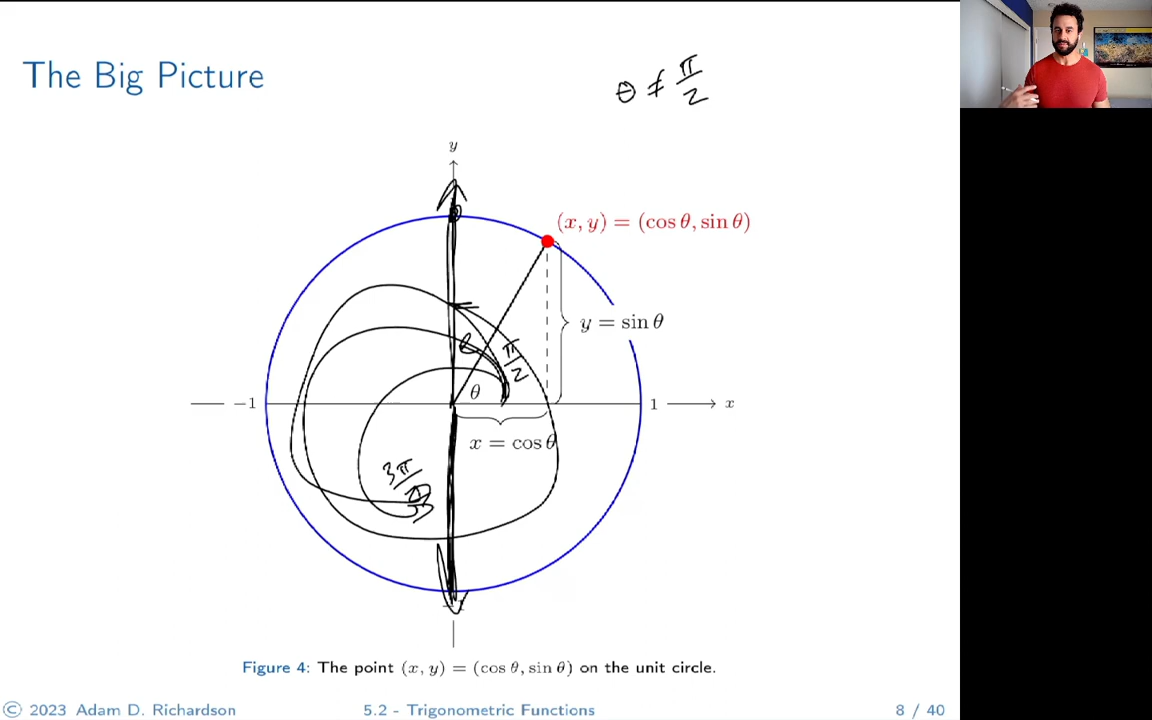 The Big Picture
θ ≠ π/2
y
(x, y) = (cos θ, sin θ)
y = sin θ
π/2
θ
−1
1
x
x = cos θ
3π
Figure 4: The point (x, y) = (cos θ, sin θ) on the unit circle.
© 2023 Adam D. Richardson
5.2 - Trigonometric Functions
8 / 40